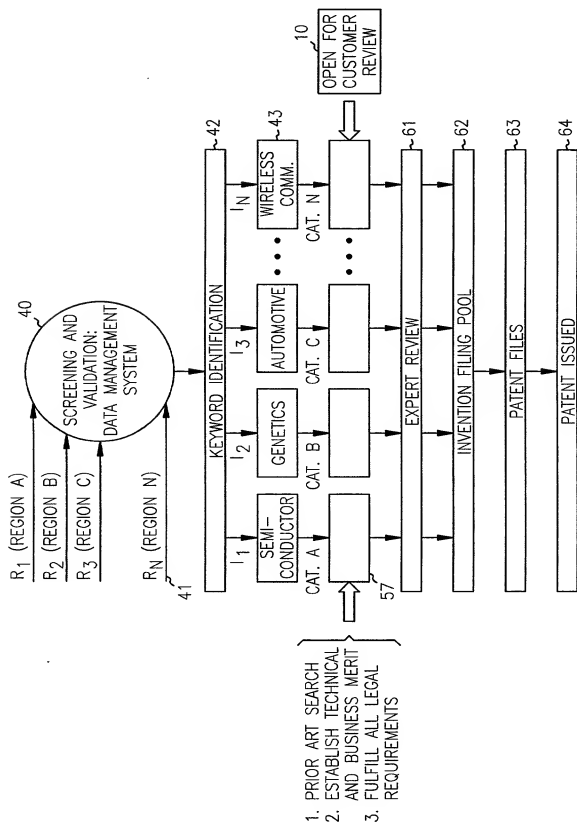 40
R1 (REGION A)
R2 (REGION B)
R3 (REGION C)
RN (REGION N)
41
SCREENING AND
VALIDATION:
DATA MANAGEMENT
SYSTEM
KEYWORD IDENTIFICATION
42
I1
I2
I3
IN
SEMI-
CONDUCTOR
GENETICS
AUTOMOTIVE
WIRELESS
COMM.
43
CAT. A
CAT. B
CAT. C
CAT. N
1. PRIOR ART SEARCH
2. ESTABLISH TECHNICAL
AND BUSINESS MERIT
3. FULFILL ALL LEGAL
REQUIREMENTS
57
10
OPEN FOR
CUSTOMER
REVIEW
EXPERT REVIEW
61
INVENTION FILING POOL
62
PATENT FILES
63
PATENT ISSUED
64